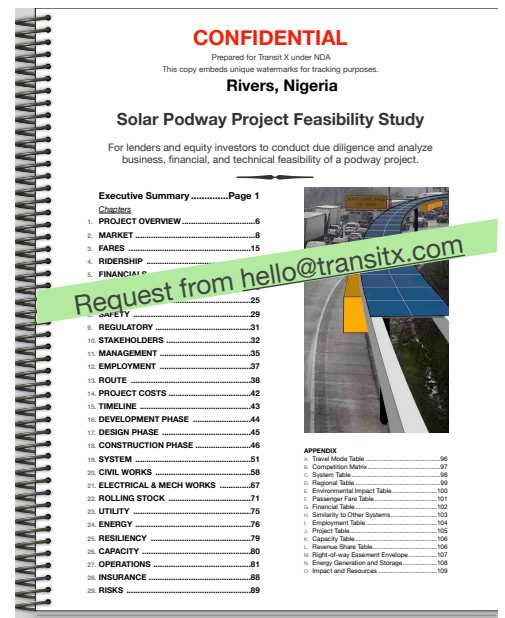 CONFIDENTIAL
Prepared for Transit X under NDA
This copy embeds unique watermarks for tracking purposes.
Rivers, Nigeria
Solar Podway Project Feasibility Study
For lenders and equity investors to conduct due diligence and analyze
business, financial, and technical feasibility of a podway project.
Executive Summary..............Page 1
Chapters
1. PROJECT OVERVIEW..................................6
2. MARKET..................................8
3. FARES..................................15
4. RIDERSHIP
5. FINANCIALS
Request from hello@transitx.com
25
8. SAFETY..................................29
9. REGULATORY..................................31
10. STAKEHOLDERS..................................32
11. MANAGEMENT..................................35
12. EMPLOYMENT..................................37
13. ROUTE..................................38
14. PROJECT COSTS..................................42
15. TIMELINE..................................43
16. DEVELOPMENT PHASE..................................44
17. DESIGN PHASE..................................45
18. CONSTRUCTION PHASE..................................46
19. SYSTEM..................................51
20. CIVIL WORKS..................................58
21. ELECTRICAL & MECH WORKS..................................67
22. ROLLING STOCK..................................71
23. UTILITY..................................75
24. ENERGY..................................76
25. RESILIENCY..................................79
26. CAPACITY..................................80
27. OPERATIONS..................................81
28. INSURANCE..................................88
29. RISKS..................................89
APPENDIX
A. Travel Mode Table..................................96
B. Competition Matrix..................................97
C. System Table..................................98
D. Regional Table..................................99
E. Environmental Impact Table..................................100
F. Passenger Fare Table..................................101
G. Financial Table..................................102
H. Similarity to Other Systems..................................103
I. Employment Table..................................104
J. Project Table..................................105
K. Capacity Table..................................106
L. Revenue Share Table..................................106
M. Right-of-way Easement Envelope..................................107
N. Energy Generation and Storage..................................108
O. Impact and Resources..................................109